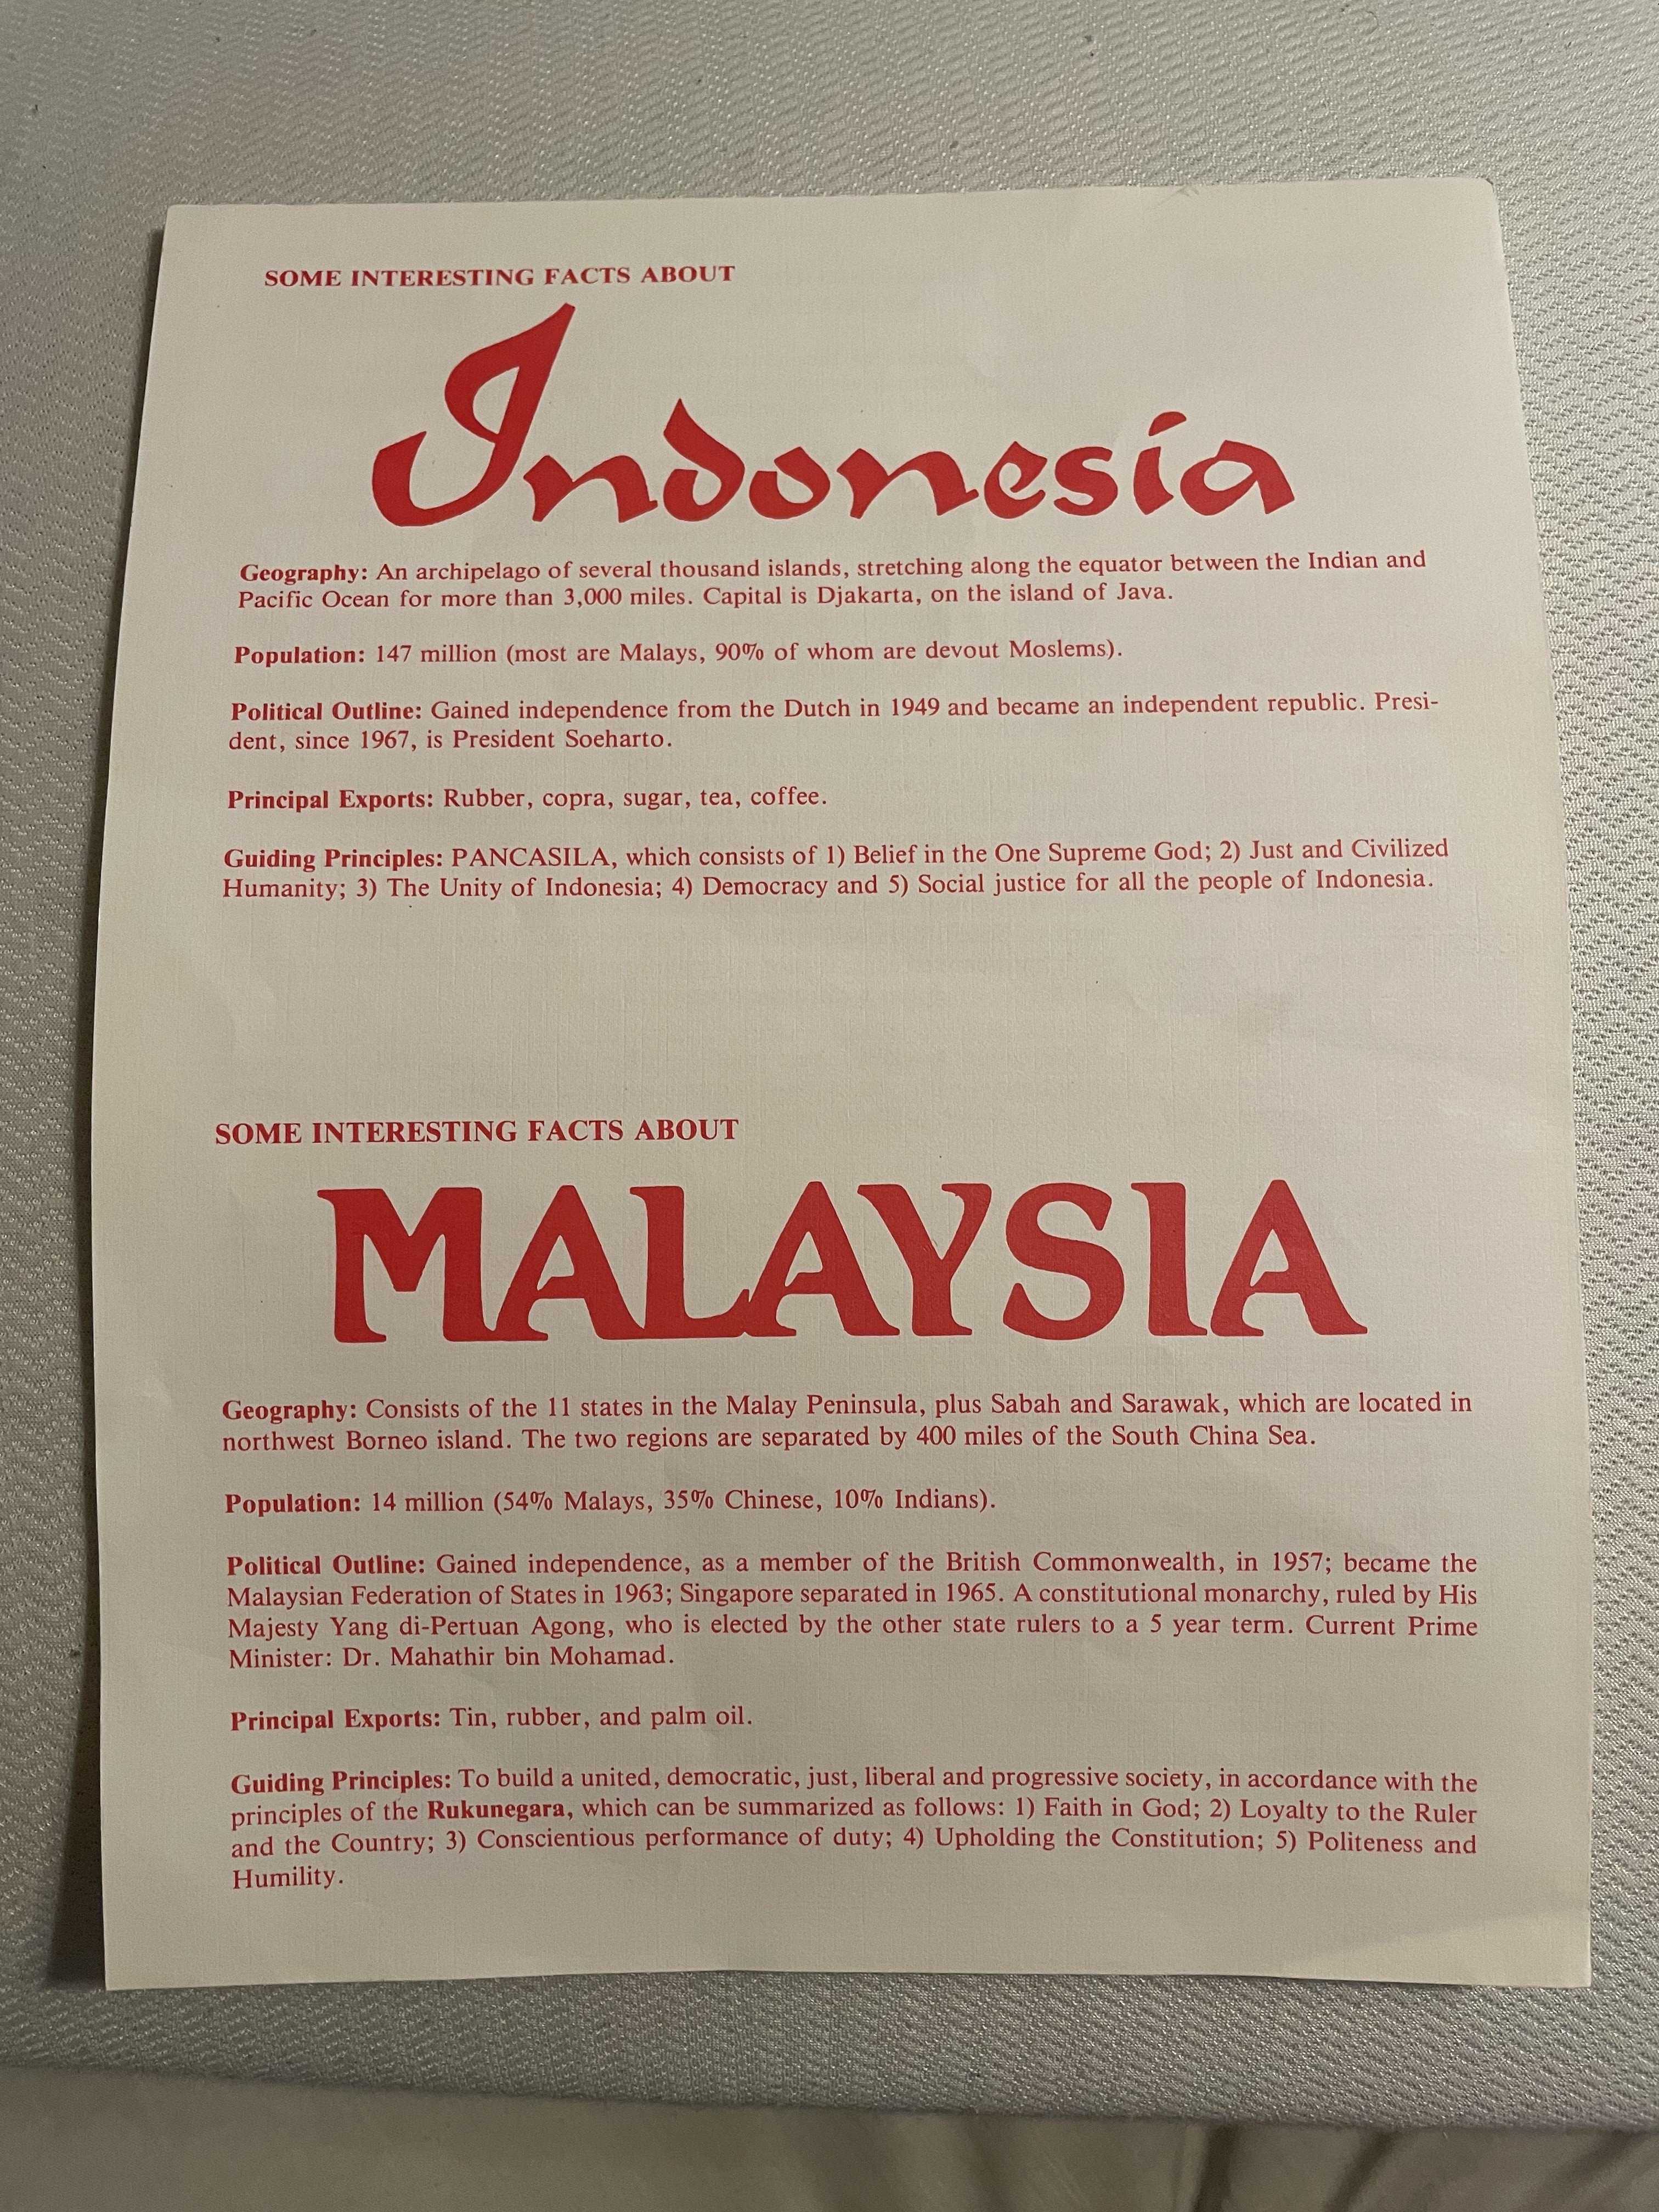 SOME INTERESTING FACTS ABOUT
Indonesia
Geography: An archipelago of several thousand islands, stretching along the equator between the Indian and
Pacific Ocean for more than 3,000 miles. Capital is Djakarta, on the island of Java.
Population: 147 million (most are Malays, 90% of whom are devout Moslems).
Political Outline: Gained independence from the Dutch in 1949 and became an independent republic. Presi-
dent, since 1967, is President Soeharto.
Principal Exports: Rubber, copra, sugar, tea, coffee.
Guiding Principles: PANCASILA, which consists of 1) Belief in the One Supreme God; 2) Just and Civilized
Humanity; 3) The Unity of Indonesia; 4) Democracy and 5) Social justice for all the people of Indonesia.
SOME INTERESTING FACTS ABOUT
MALAYSIA
Geography: Consists of the 11 states in the Malay Peninsula, plus Sabah and Sarawak, which are located in
northwest Borneo island. The two regions are separated by 400 miles of the South China Sea.
Population: 14 million (54% Malays, 35% Chinese, 10% Indians).
Political Outline: Gained independence, as a member of the British Commonwealth, in 1957; became the
Malaysian Federation of States in 1963; Singapore separated in 1965. A constitutional monarchy, ruled by His
Majesty Yang di-Pertuan Agong, who is elected by the other state rulers to a 5 year term. Current Prime
Minister: Dr. Mahathir bin Mohamad.
Principal Exports: Tin, rubber, and palm oil.
Guiding Principles: To build a united, democratic, just, liberal and progressive society, in accordance with the
principles of the Rukunegara, which can be summarized as follows: 1) Faith in God; 2) Loyalty to the Ruler
and the Country; 3) Conscientious performance of duty; 4) Upholding the Constitution; 5) Politeness and
Humility.